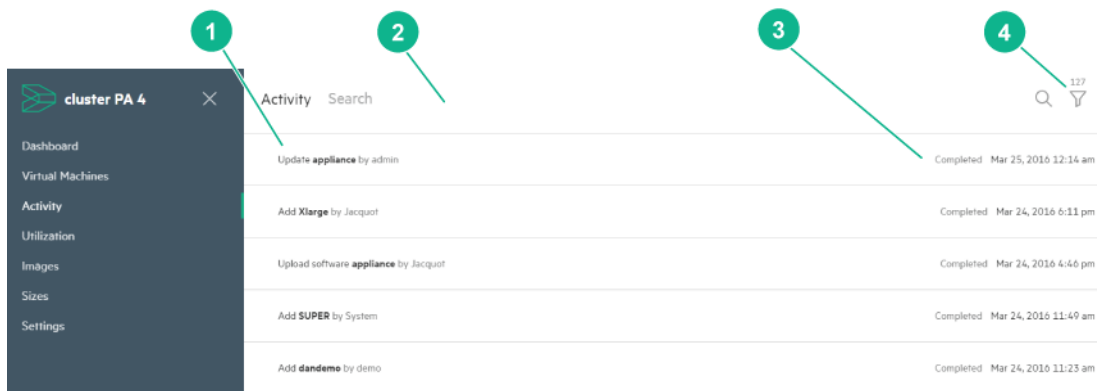 1 2 3 4
cluster PA 4
Activity Search
127
Dashboard
Virtual Machines
Activity
Utilization
Images
Sizes
Settings
Update appliance by admin Completed Mar 25, 2016 12:14 am
Add Xlarge by Jacquot Completed Mar 24, 2016 6:11 pm
Upload software appliance by Jacquot Completed Mar 24, 2016 4:46 pm
Add SUPER by System Completed Mar 24, 2016 11:49 am
Add dandemo by demo Completed Mar 24, 2016 11:23 am